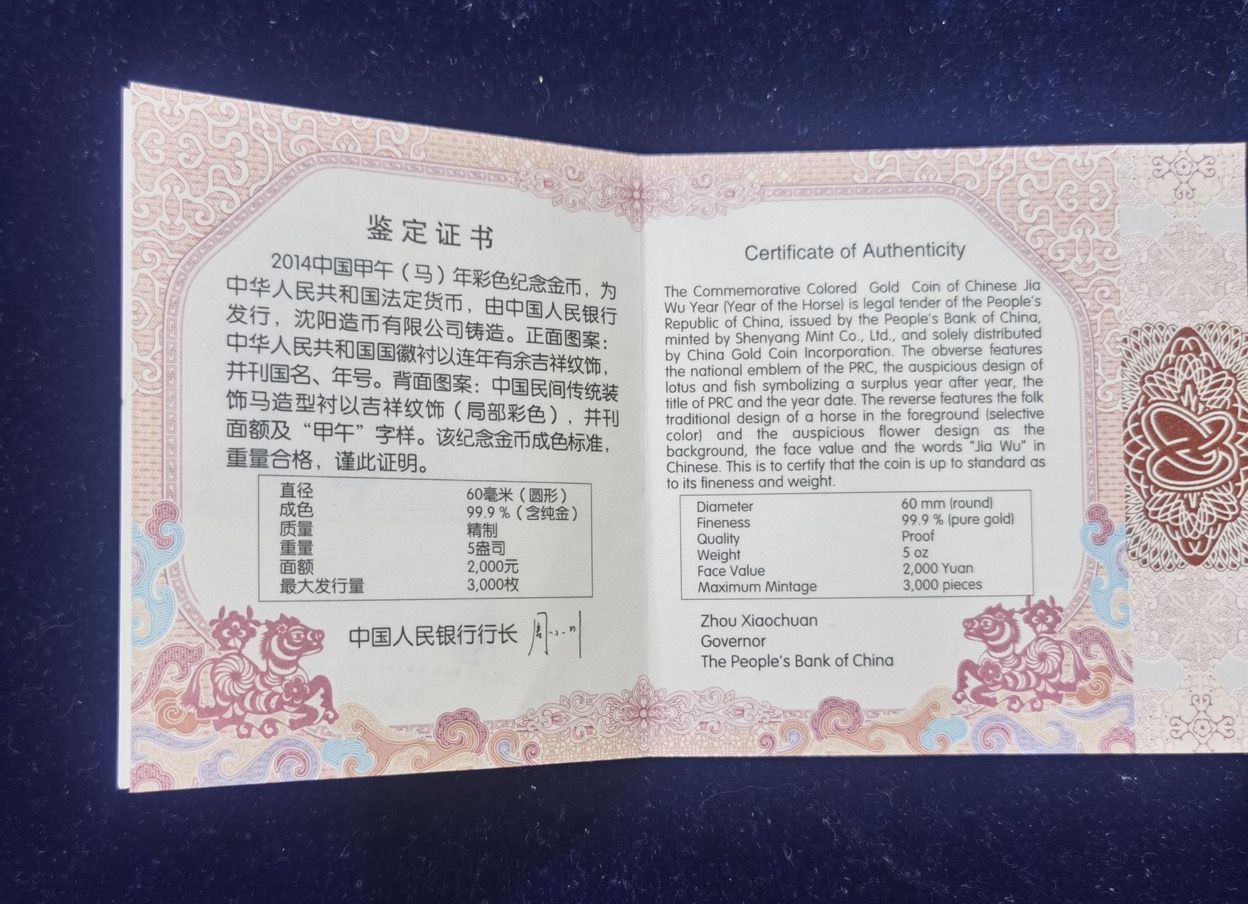 鉴定证书
2014中国甲午（马）年彩色纪念金币，为
中华人民共和国法定货币，由中国人民银行
发行，沈阳造币有限公司铸造。正面图案：
中华人民共和国国徽衬以连年有余吉祥纹饰，
并刊国名、年号。背面图案：中国民间传统装
饰马造型衬以吉祥纹饰（局部彩色），并刊
面额及“甲午”字样。该纪念金币成色标准，
重量合格，谨此证明。
直径 60毫米（圆形）
成色 99.9％（含纯金）
质量 精制
重量 5盎司
面额 2,000元
最大发行量 3,000枚
中国人民银行行长
Certificate of Authenticity
The Commemorative Colored Gold Coin of Chinese Jia
Wu Year (Year of the Horse) is legal tender of the People's
Republic of China, issued by the People's Bank of China,
minted by Shenyang Mint Co., Ltd., and solely distributed
by China Gold Coin Incorporation. The obverse features
the national emblem of the PRC, the auspicious design of
lotus and fish symbolizing a surplus year after year, the
title of PRC and the year date. The reverse features the folk
traditional design of a horse in the foreground (selective
color) and the auspicious flower design as the
background, the face value and the words "Jia Wu" in
Chinese. This is to certify that the coin is up to standard as
to its fineness and weight.
Diameter 60 mm (round)
Fineness 99.9 % (pure gold)
Quality Proof
Weight 5 oz
Face Value 2,000 Yuan
Maximum Mintage 3,000 pieces
Zhou Xiaochuan
Governor
The People's Bank of China